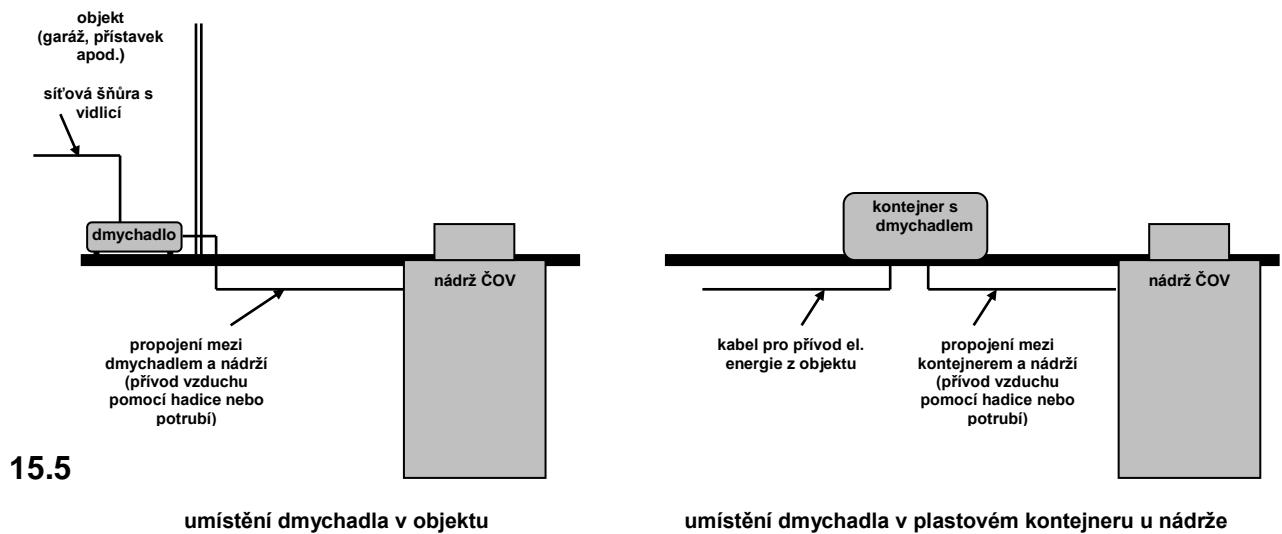 objekt
(garáž, přístavek
apod.)
síťová šňůra s
vidlicí
dmychadlo
nádrž ČOV
propojení mezi
dmychadlem a nádrží
(přívod vzduchu
pomocí hadice nebo
potrubí)
15.5
umístění dmychadla v objektu
kontejner s
dmychadlem
nádrž ČOV
kabel pro přívod el.
energie z objektu
propojení mezi
kontejnerem a nádrží
(přívod vzduchu
pomocí hadice nebo
potrubí)
umístění dmychadla v plastovém kontejneru u nádrže